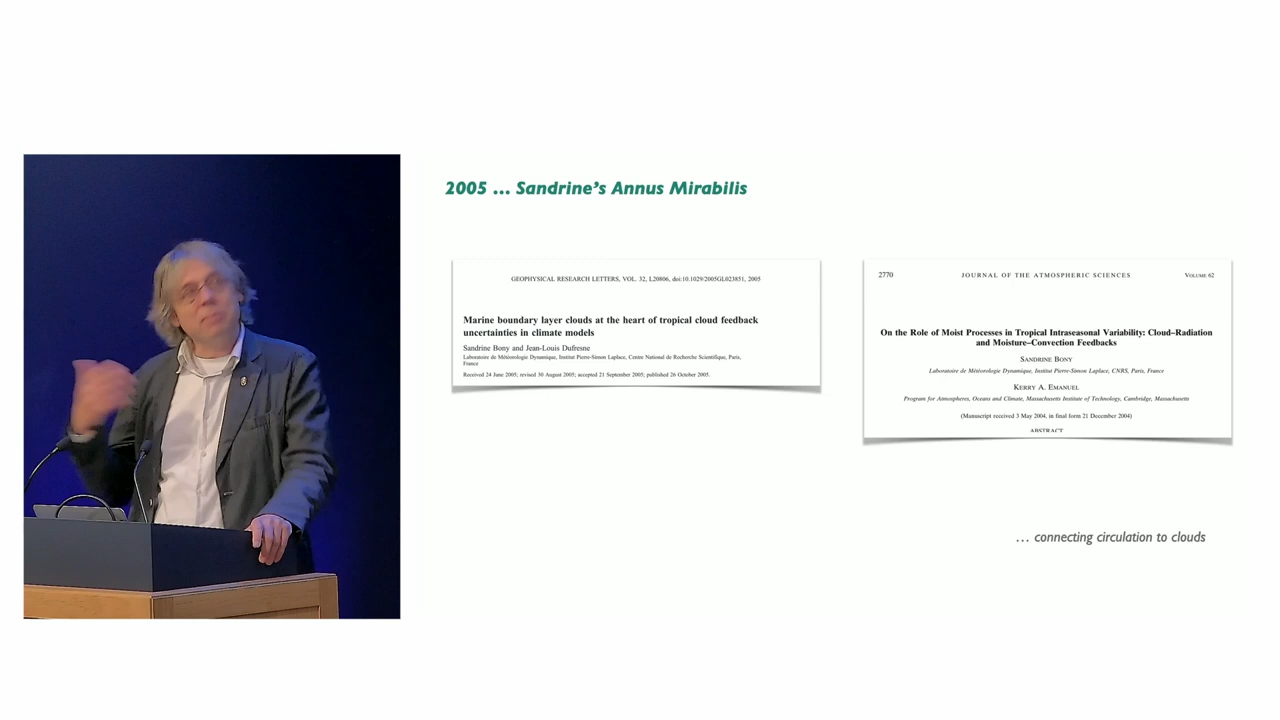 2005 ... Sandrine's Annus Mirabilis
GEOPHYSICAL RESEARCH LETTERS, VOL. 32, L20806, doi:10.1029/2005GL023851, 2005
Marine boundary layer clouds at the heart of tropical cloud feedback
uncertainties in climate models
Sandrine Bony and Jean-Louis Dufresne
Laboratoire de Météorologie Dynamique, Institut Pierre-Simon Laplace, Centre National de Recherche Scientifique, Paris,
France
Received 24 June 2005; revised 30 August 2005; accepted 21 September 2005; published 26 October 2005.
2770 JOURNAL OF THE ATMOSPHERIC SCIENCES VOLUME 62
On the Role of Moist Processes in Tropical Intraseasonal Variability: Cloud–Radiation
and Moisture–Convection Feedbacks
SANDRINE BONY
Laboratoire de Météorologie Dynamique, Institut Pierre-Simon Laplace, CNRS, Paris, France
KERRY A. EMANUEL
Program for Atmospheres, Oceans and Climate, Massachusetts Institute of Technology, Cambridge, Massachusetts
(Manuscript received 3 May 2004, in final form 21 December 2004)
ABSTRACT
... connecting circulation to clouds